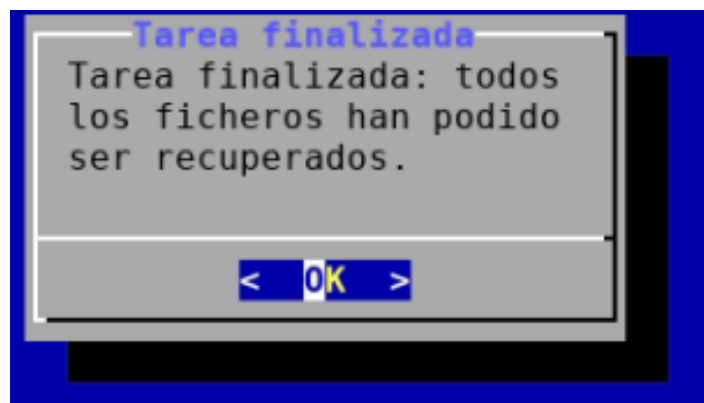 Tarea finalizada
Tarea finalizada: todos
los ficheros han podido
ser recuperados.
< OK >